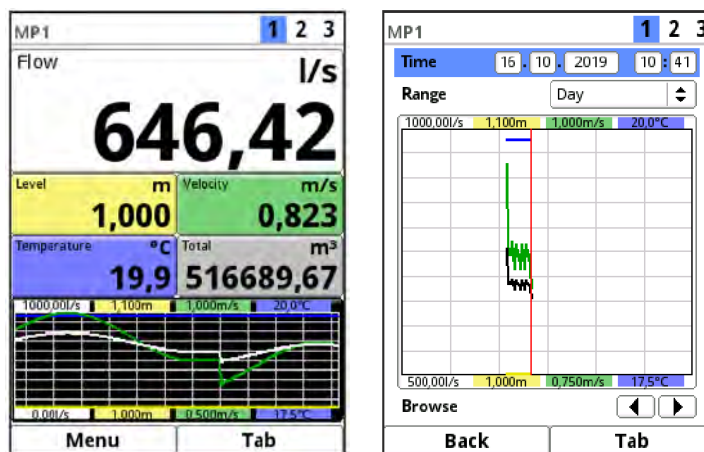 MP1 1 2 3
Flow l/s
646,42
Level m Velocity m/s
1,000 0,823
Temperature °C Total m³
19,9 516689,67
1000,00l/s 1,100m 1,000m/s 20,0°C
0,00l/s 1,000m 0,500m/s 17,5°C
Menu Tab
MP1 1 2 3
Time 16 . 10 . 2019 10 : 41
Range Day
1000,00l/s 1,100m 1,000m/s 20,0°C
500,00l/s 1,000m 0,750m/s 17,5°C
Browse
Back Tab